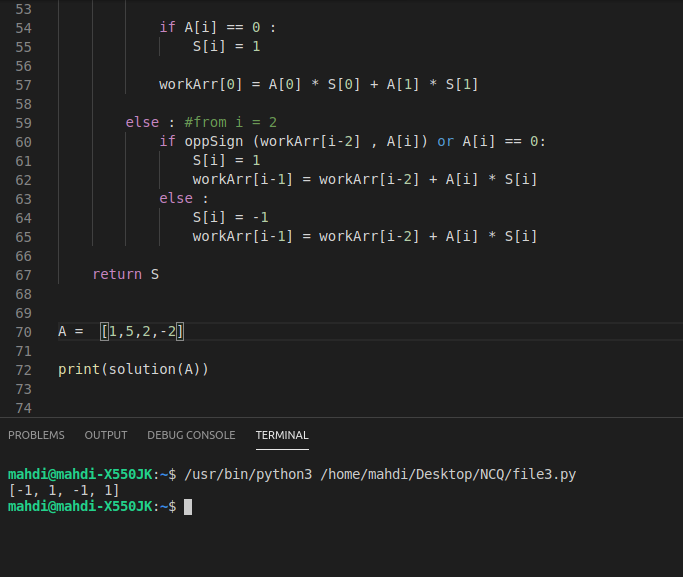 53
54 if A[i] == 0 :
55 S[i] = 1
56
57 workArr[0] = A[0] * S[0] + A[1] * S[1]
58
59 else : #from i = 2
60 if oppSign (workArr[i-2] , A[i]) or A[i] == 0:
61 S[i] = 1
62 workArr[i-1] = workArr[i-2] + A[i] * S[i]
63 else :
64 S[i] = -1
65 workArr[i-1] = workArr[i-2] + A[i] * S[i]
66
67 return S
68
69
70 A =  [1,5,2,-2]
71
72 print(solution(A))
73
74
PROBLEMS OUTPUT DEBUG CONSOLE TERMINAL
mahdi@mahdi-X550JK:~$ /usr/bin/python3 /home/mahdi/Desktop/NCQ/file3.py
[-1, 1, -1, 1]
mahdi@mahdi-X550JK:~$